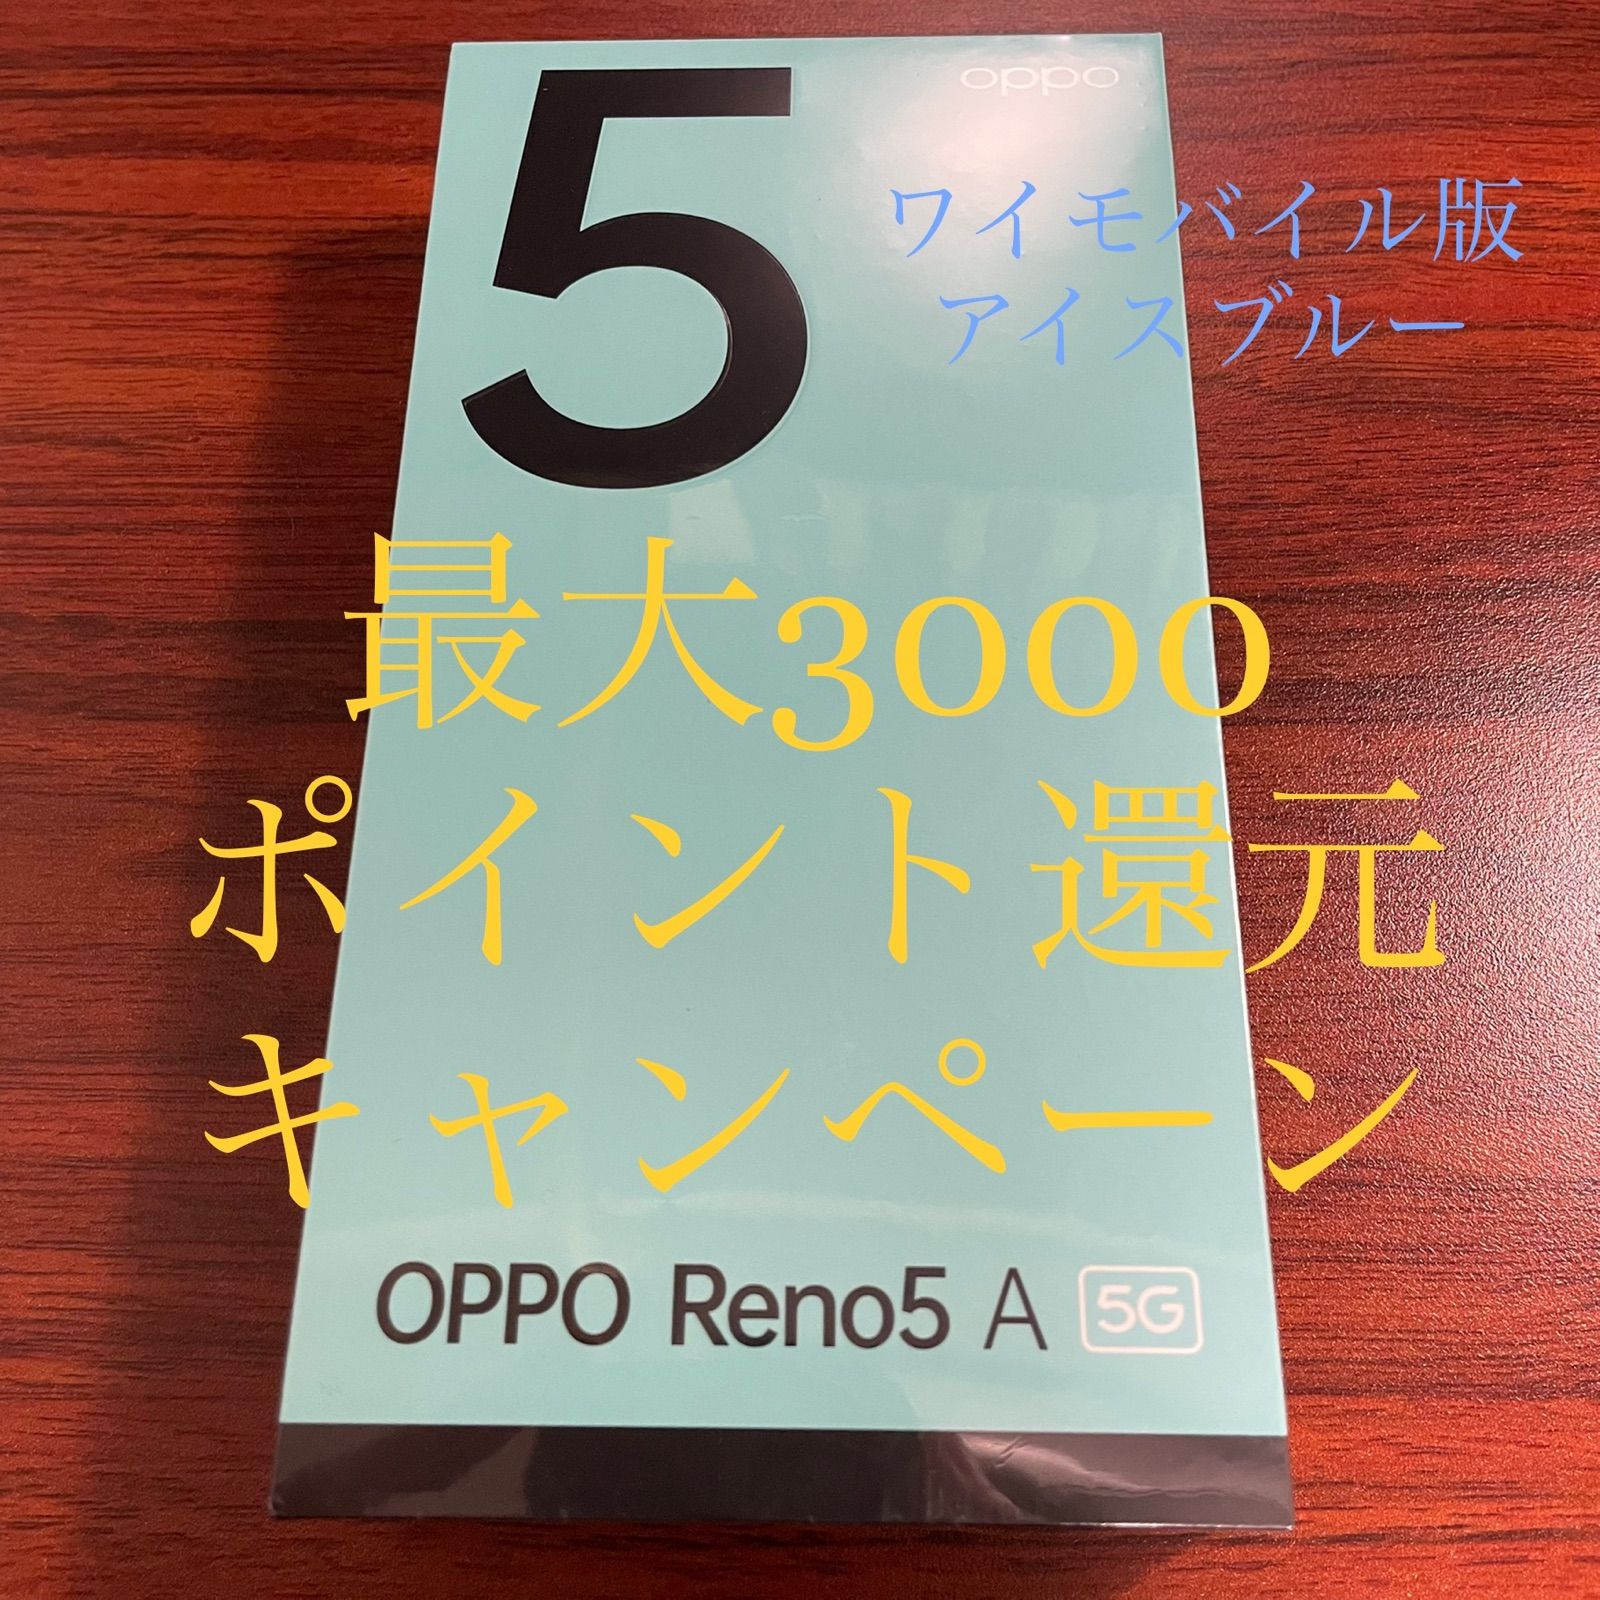 5
oppo
ワイモバイル版
アイスブルー
最大3000
ポイント還元
キャンペーン
OPPO Reno5 A 5G